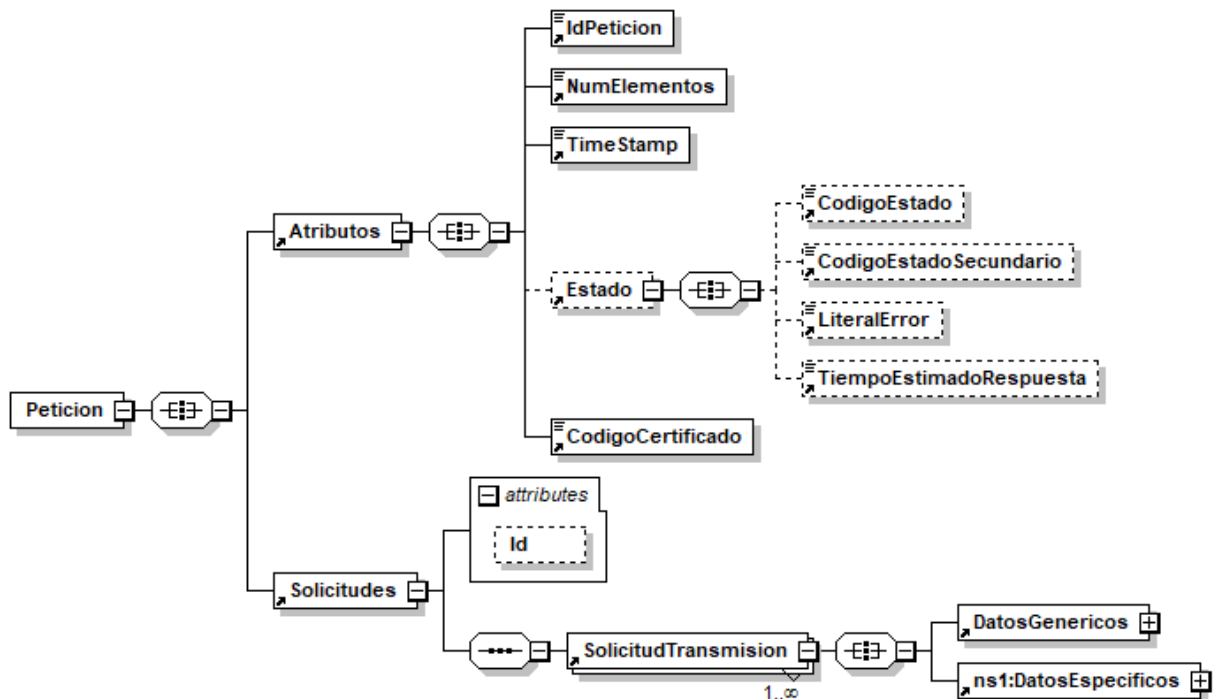 IdPeticion
NumElementos
TimeStamp
CodigoEstado
Atributos
CodigoEstadoSecundario
Estado
LiteralError
TiempoEstimadoRespuesta
Peticion
CodigoCertificado
attributes
Id
Solicitudes
DatosGenericos
SolicitudTransmision
ns1:DatosEspecificos
1..∞